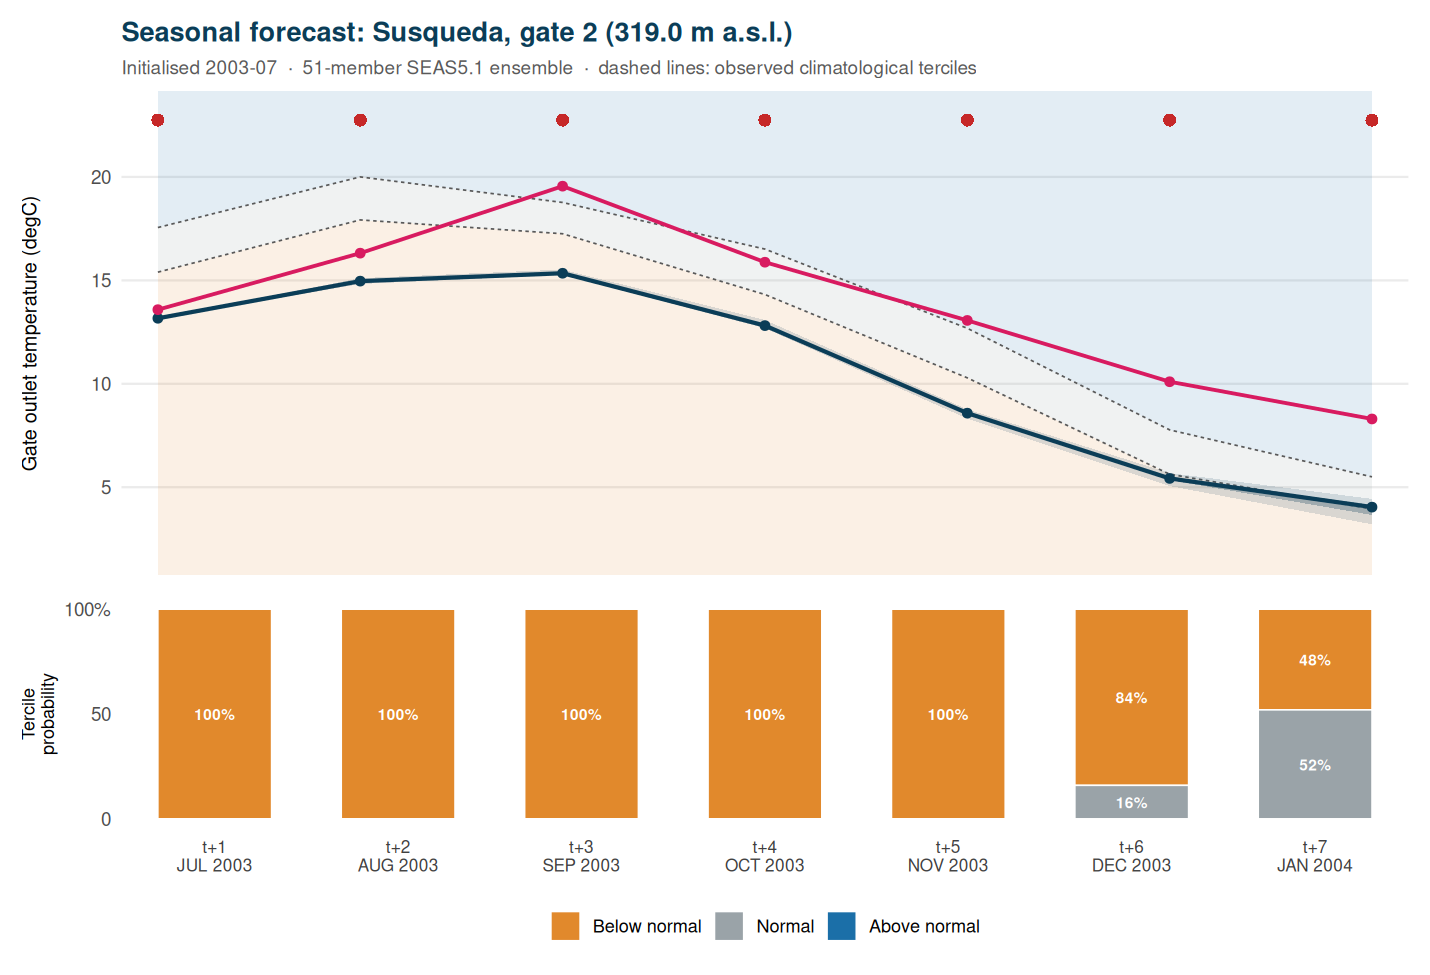 Seasonal forecast: Susqueda, gate 2 (319.0 m a.s.l.)
Initialised 2003-07 · 51-member SEAS5.1 ensemble · dashed lines: observed climatological terciles
Gate outlet temperature (degC)
20
15
10
5
Tercile
probability
100%
50
0
100%
100%
100%
100%
100%
84%
16%
48%
52%
t+1
JUL 2003
t+2
AUG 2003
t+3
SEP 2003
t+4
OCT 2003
t+5
NOV 2003
t+6
DEC 2003
t+7
JAN 2004
Below normal
Normal
Above normal